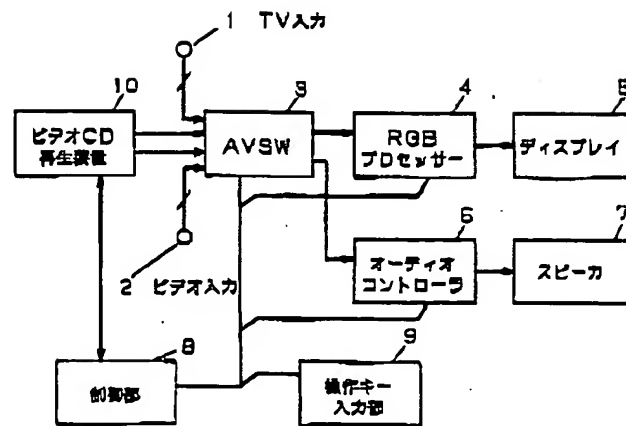 1 TV入力
10
3
4
5
ビデオCD
再生装置
AVSW
RGB
プロセッサー
ディスプレイ
2 ビデオ入力
6
7
オーディオ
コントローラ
スピーカ
8
9
制御部
操作キー
入力部